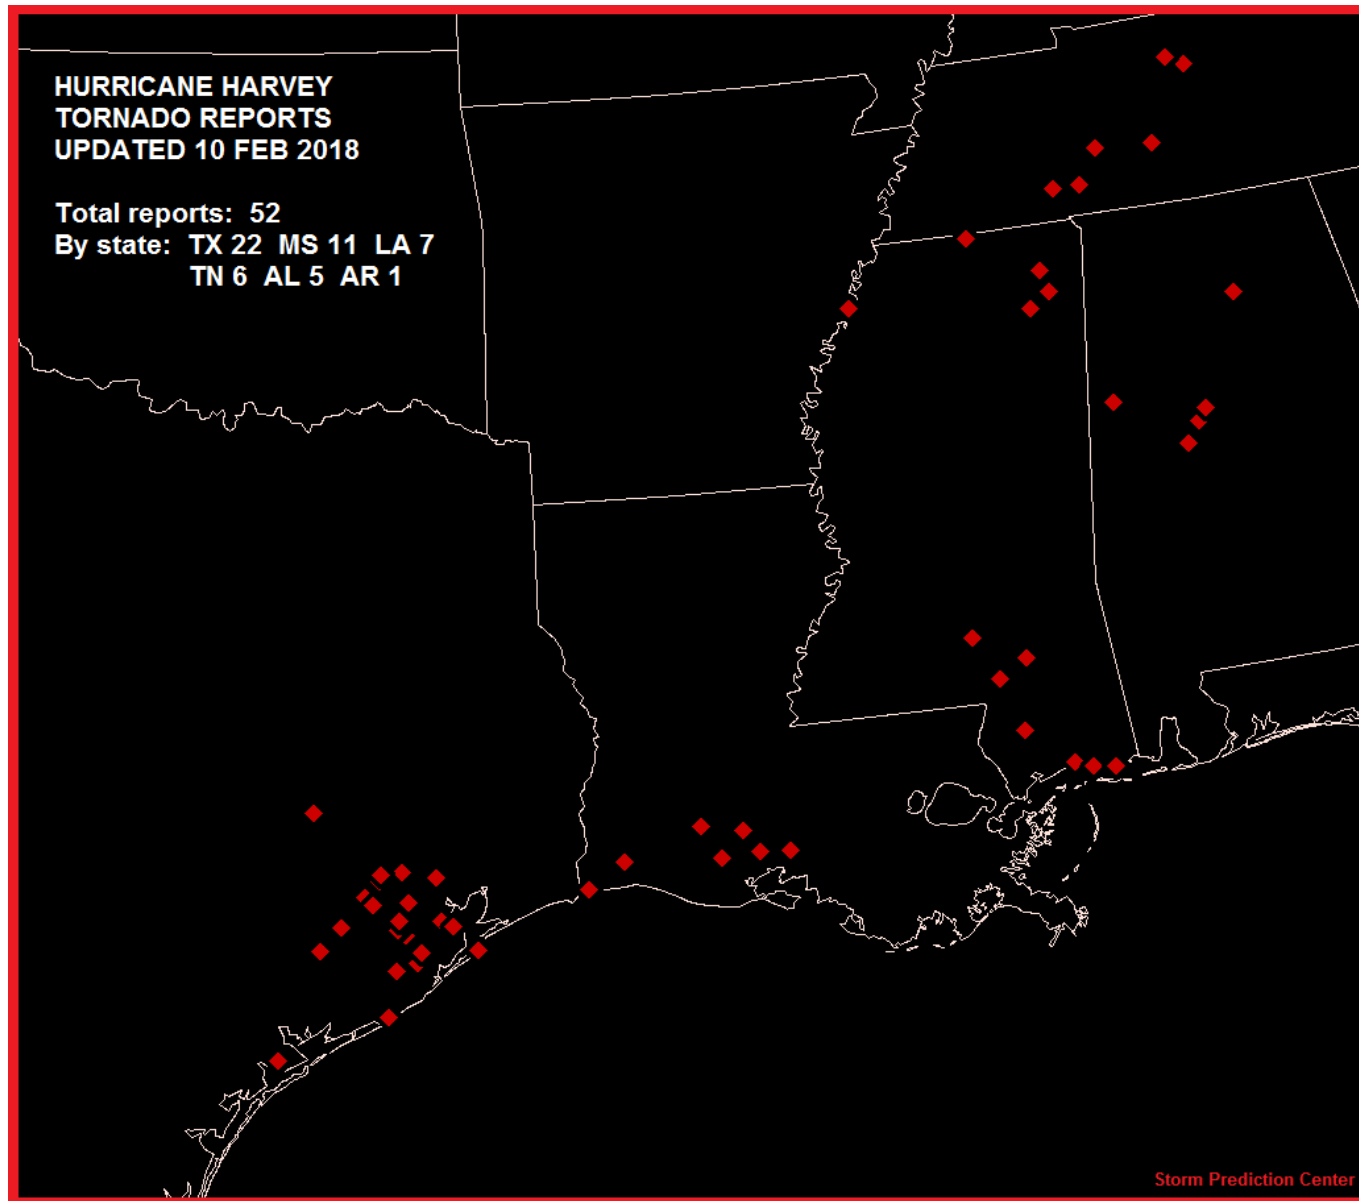 HURRICANE HARVEY
TORNADO REPORTS
UPDATED 10 FEB 2018
Total reports:  52
By state:  TX 22  MS 11  LA 7
TN 6  AL 5  AR 1
Storm Prediction Center